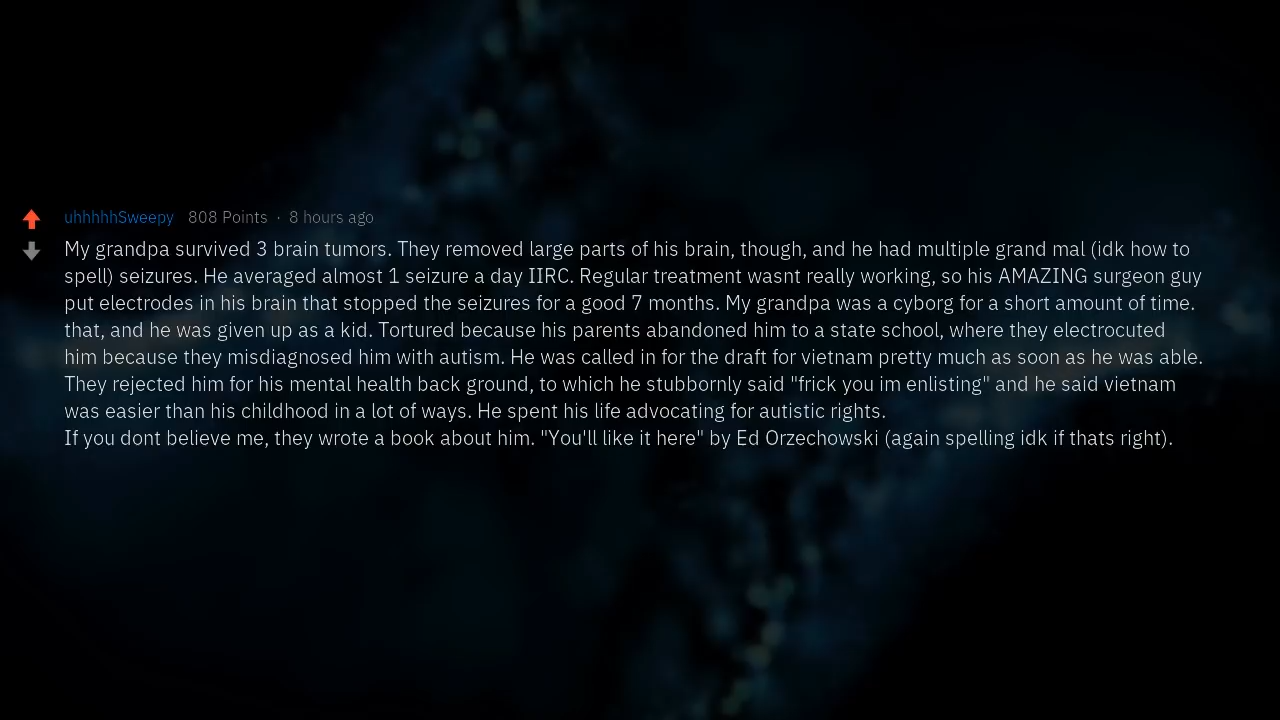 uhhhhhSweepy 808 Points · 8 hours ago
My grandpa survived 3 brain tumors. They removed large parts of his brain, though, and he had multiple grand mal (idk how to
spell) seizures. He averaged almost 1 seizure a day IIRC. Regular treatment wasnt really working, so his AMAZING surgeon guy
put electrodes in his brain that stopped the seizures for a good 7 months. My grandpa was a cyborg for a short amount of time.
that, and he was given up as a kid. Tortured because his parents abandoned him to a state school, where they electrocuted
him because they misdiagnosed him with autism. He was called in for the draft for vietnam pretty much as soon as he was able.
They rejected him for his mental health back ground, to which he stubbornly said "frick you im enlisting" and he said vietnam
was easier than his childhood in a lot of ways. He spent his life advocating for autistic rights.
If you dont believe me, they wrote a book about him. "You'll like it here" by Ed Orzechowski (again spelling idk if thats right).